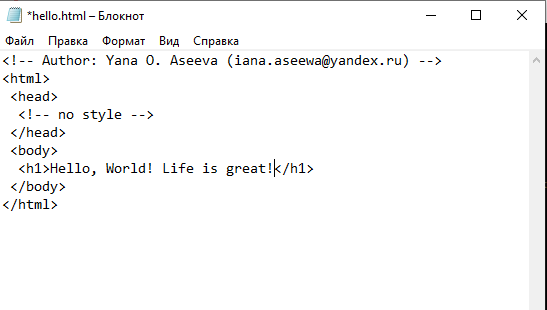 *hello.html – Блокнот
Файл Правка Формат Вид Справка
<!-- Author: Yana O. Aseeva (iana.aseewa@yandex.ru) -->
<html>
 <head>
  <!-- no style -->
 </head>
 <body>
  <h1>Hello, World! Life is great!</h1>
 </body>
</html>